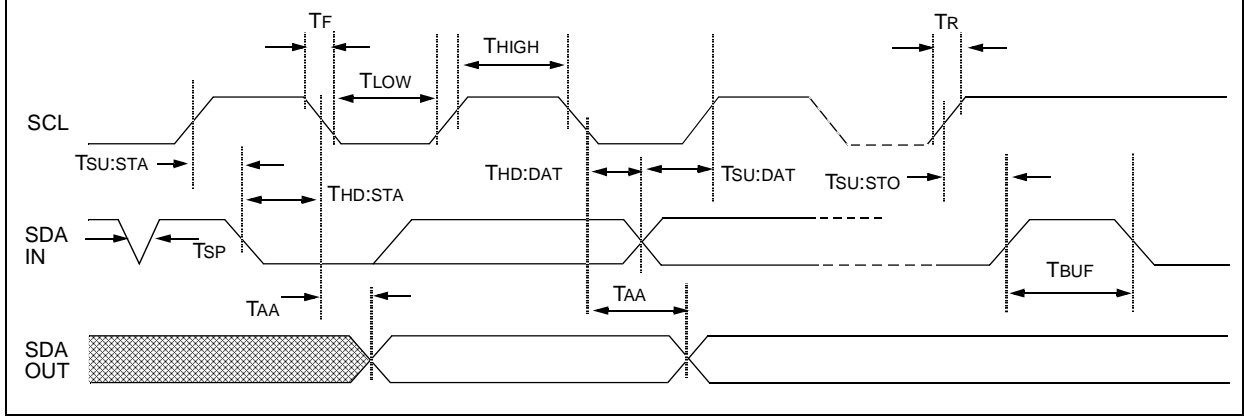 TF
TR
THIGH
TLOW
SCL
TSU:STA
THD:STA
THD:DAT
TSU:DAT
TSU:STO
SDA
IN
TSP
TBUF
TAA
TAA
SDA
OUT